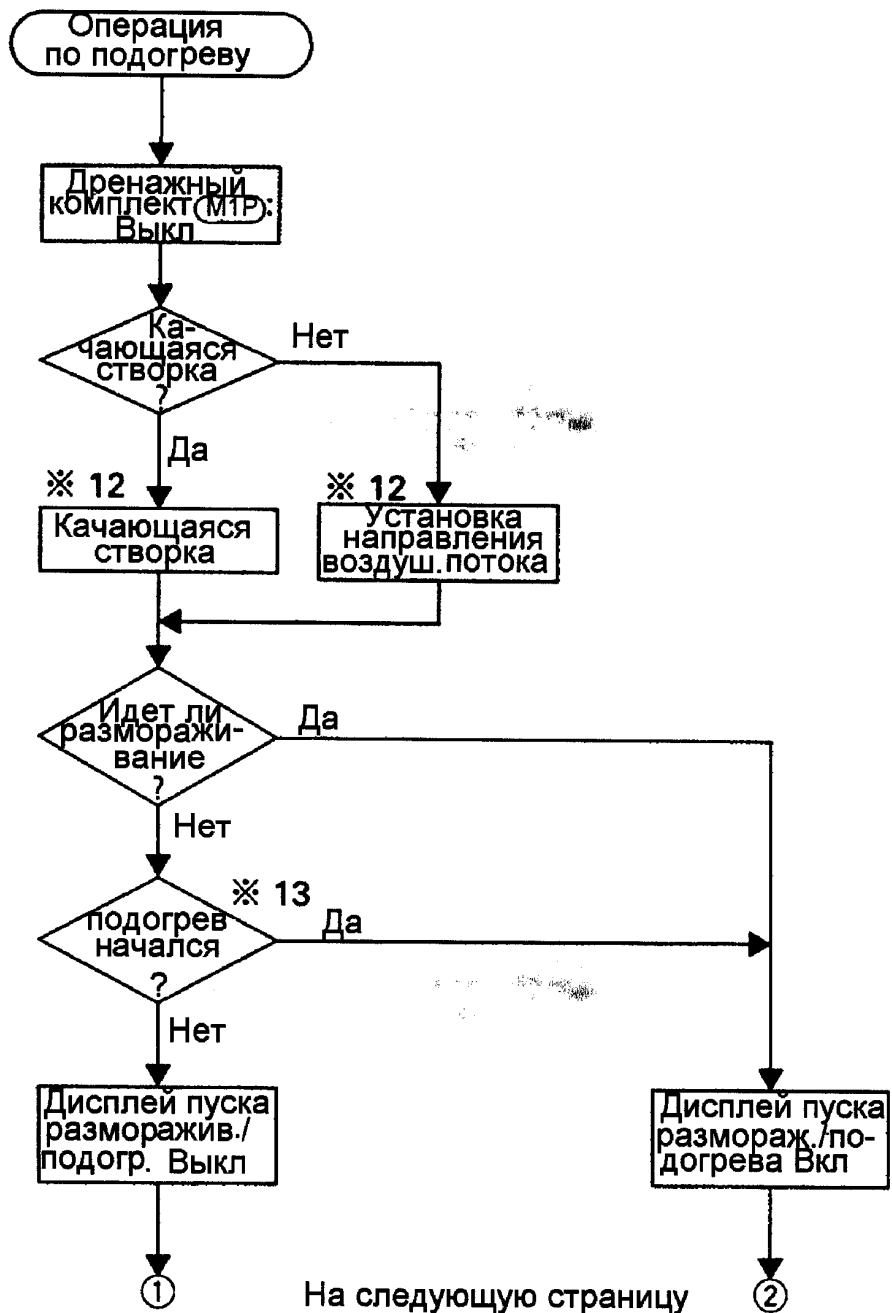 Операция
по подогреву
Дренажный
комплект (M1P):
Выкл
Ка-
чающаяся
створка
?
Нет
Да
※ 12
Качающаяся
створка
※ 12
Установка
направления
воздуш.потока
Идет ли
разморажи-
вание
?
Да
Нет
※ 13
подогрев
начался
?
Да
Нет
Дисплей пуска
разморажив./
подогр. Выкл
Дисплей пуска
размораж./по-
догрева Вкл
① На следующую страницу ②